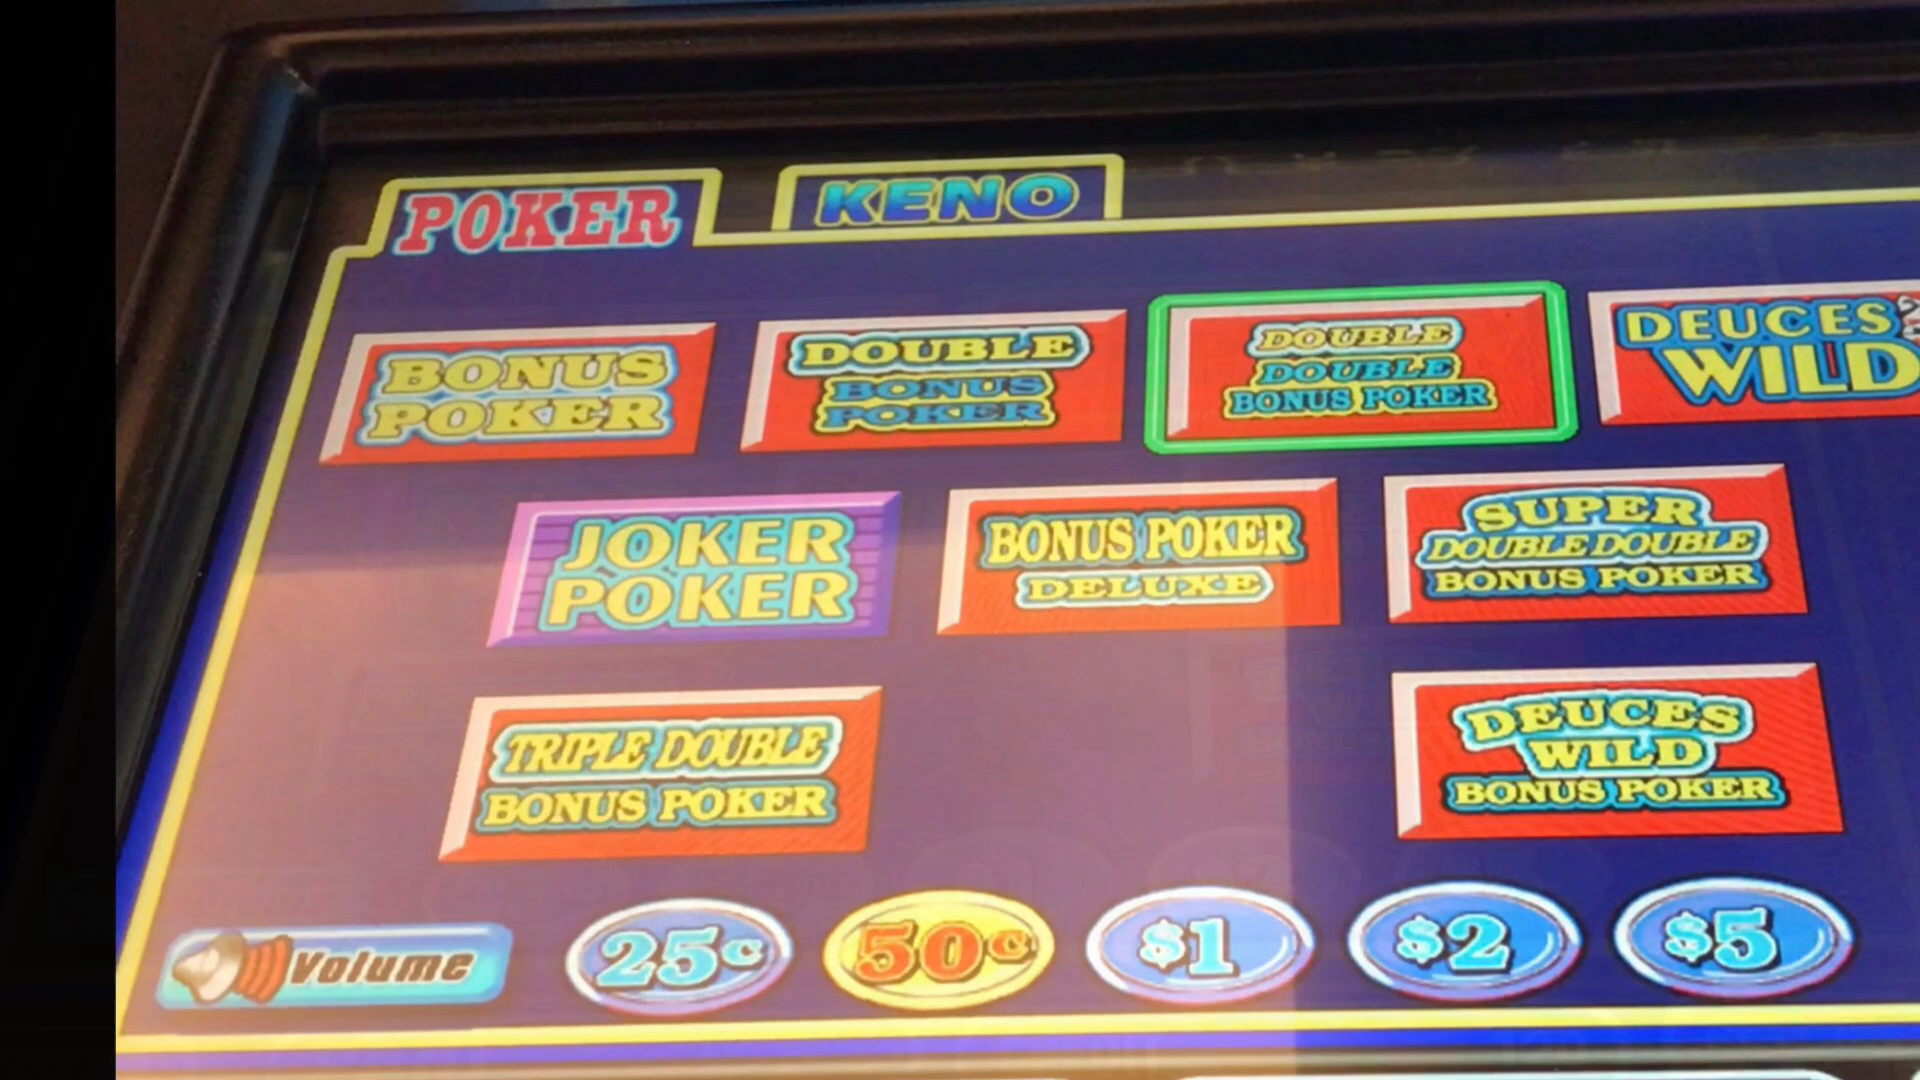 POKER
KENO
BONUS
POKER
DOUBLE
BONUS
POKER
DOUBLE
DOUBLE
BONUS POKER
DEUCES
WILD
JOKER
POKER
BONUS POKER
DELUXE
SUPER
DOUBLE DOUBLE
BONUS POKER
TRIPLE DOUBLE
BONUS POKER
DEUCES
WILD
BONUS POKER
Volume
25¢
50¢
$1
$2
$5